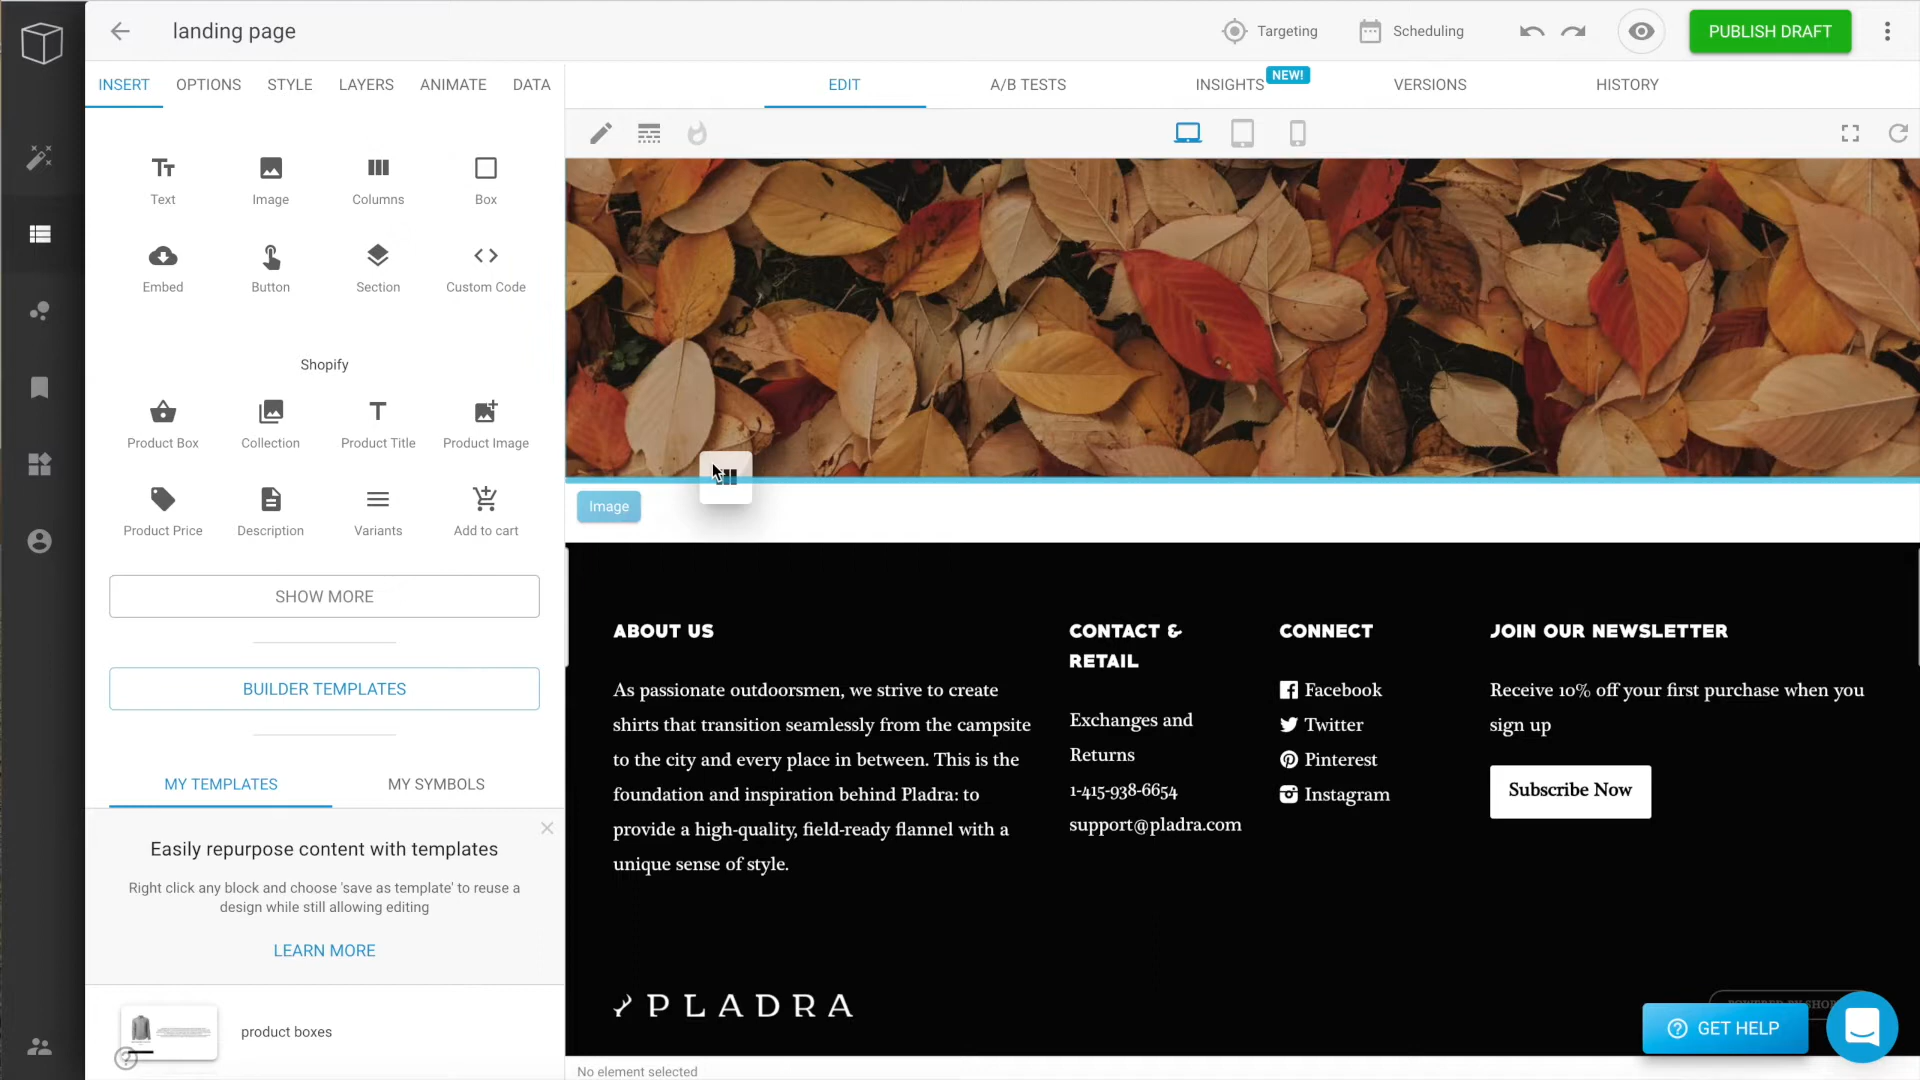 landing page
Targeting
Scheduling
PUBLISH DRAFT
INSERT
OPTIONS
STYLE
LAYERS
ANIMATE
DATA
EDIT
A/B TESTS
INSIGHTS
NEW!
VERSIONS
HISTORY
Text
Image
Columns
Box
Embed
Button
Section
Custom Code
Shopify
Product Box
Collection
Product Title
Product Image
Product Price
Description
Variants
Add to cart
SHOW MORE
BUILDER TEMPLATES
MY TEMPLATES
MY SYMBOLS
Easily repurpose content with templates
Right click any block and choose 'save as template' to reuse a
design while still allowing editing
LEARN MORE
product boxes
Image
ABOUT US
As passionate outdoorsmen, we strive to create
shirts that transition seamlessly from the campsite
to the city and every place in between. This is the
foundation and inspiration behind Pladra: to
provide a high-quality, field-ready flannel with a
unique sense of style.
CONTACT &
RETAIL
Exchanges and
Returns
1-415-938-6654
support@pladra.com
CONNECT
Facebook
Twitter
Pinterest
Instagram
JOIN OUR NEWSLETTER
Receive 10% off your first purchase when you
sign up
Subscribe Now
PLADRA
POWERED BY
GET HELP
No element selected